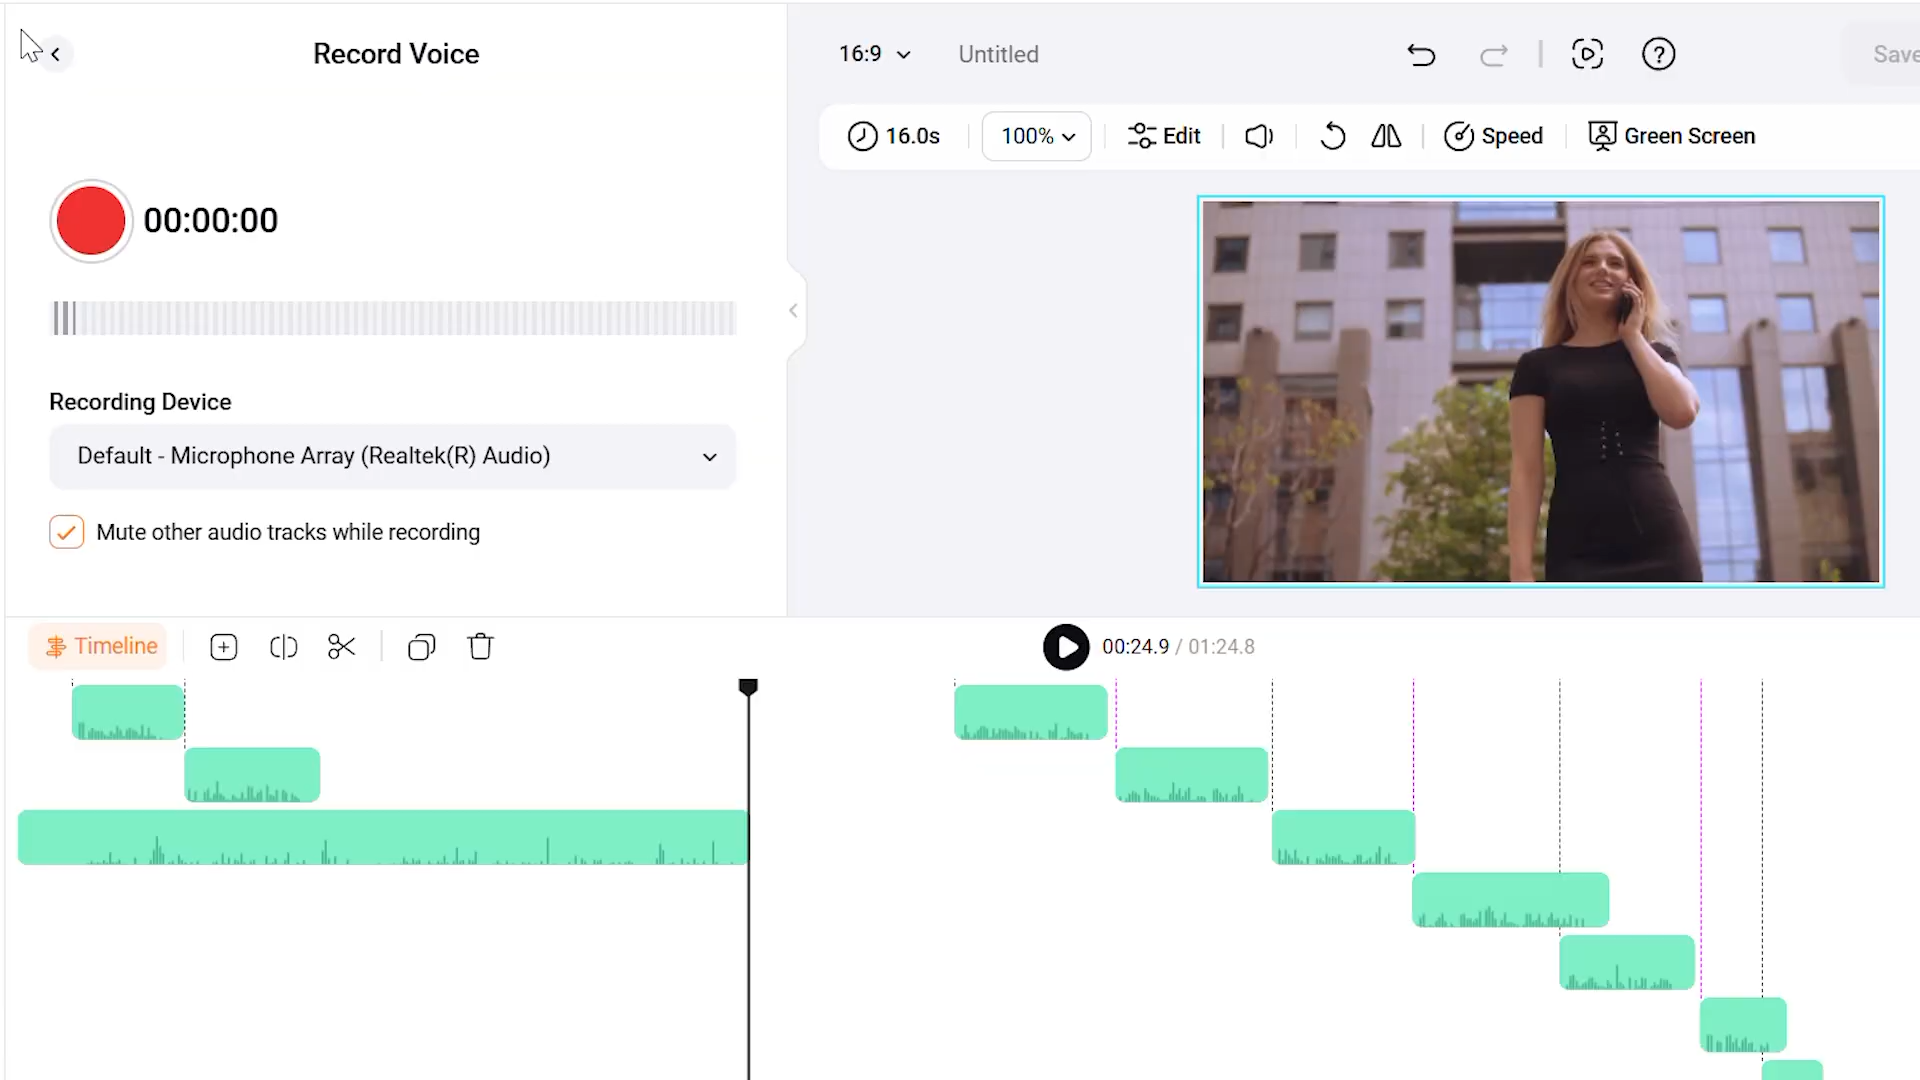 Record Voice
16:9
Untitled
Save
16.0s
100%
Edit
Speed
Green Screen
00:00:00
Recording Device
Default - Microphone Array (Realtek(R) Audio)
Mute other audio tracks while recording
Timeline
00:24.9 / 01:24.8